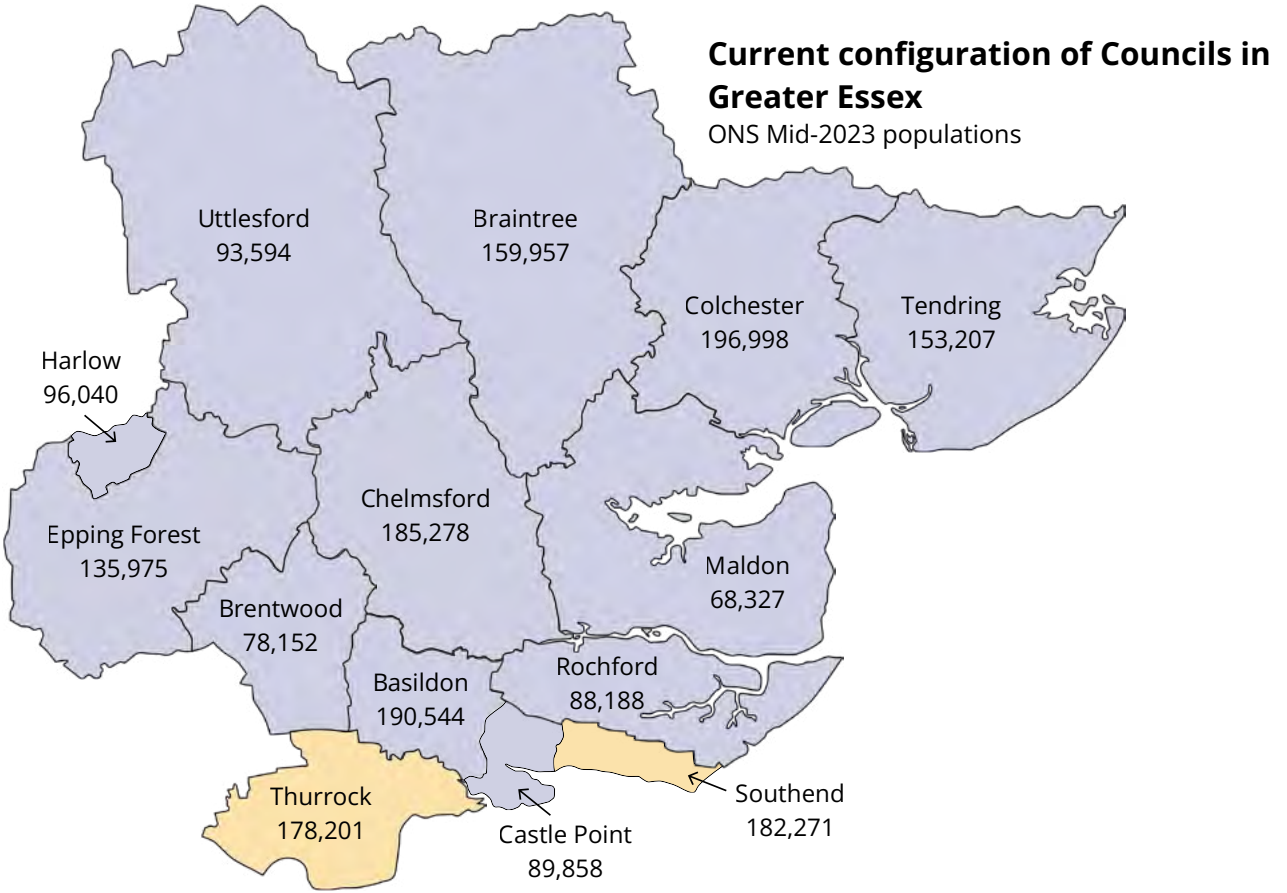 Current configuration of Councils in
Greater Essex
ONS Mid-2023 populations
Uttlesford
93,594
Braintree
159,957
Colchester
196,998
Tendring
153,207
Harlow
96,040
Chelmsford
185,278
Epping Forest
135,975
Maldon
68,327
Brentwood
78,152
Rochford
88,188
Basildon
190,544
Thurrock
178,201
Southend
182,271
Castle Point
89,858